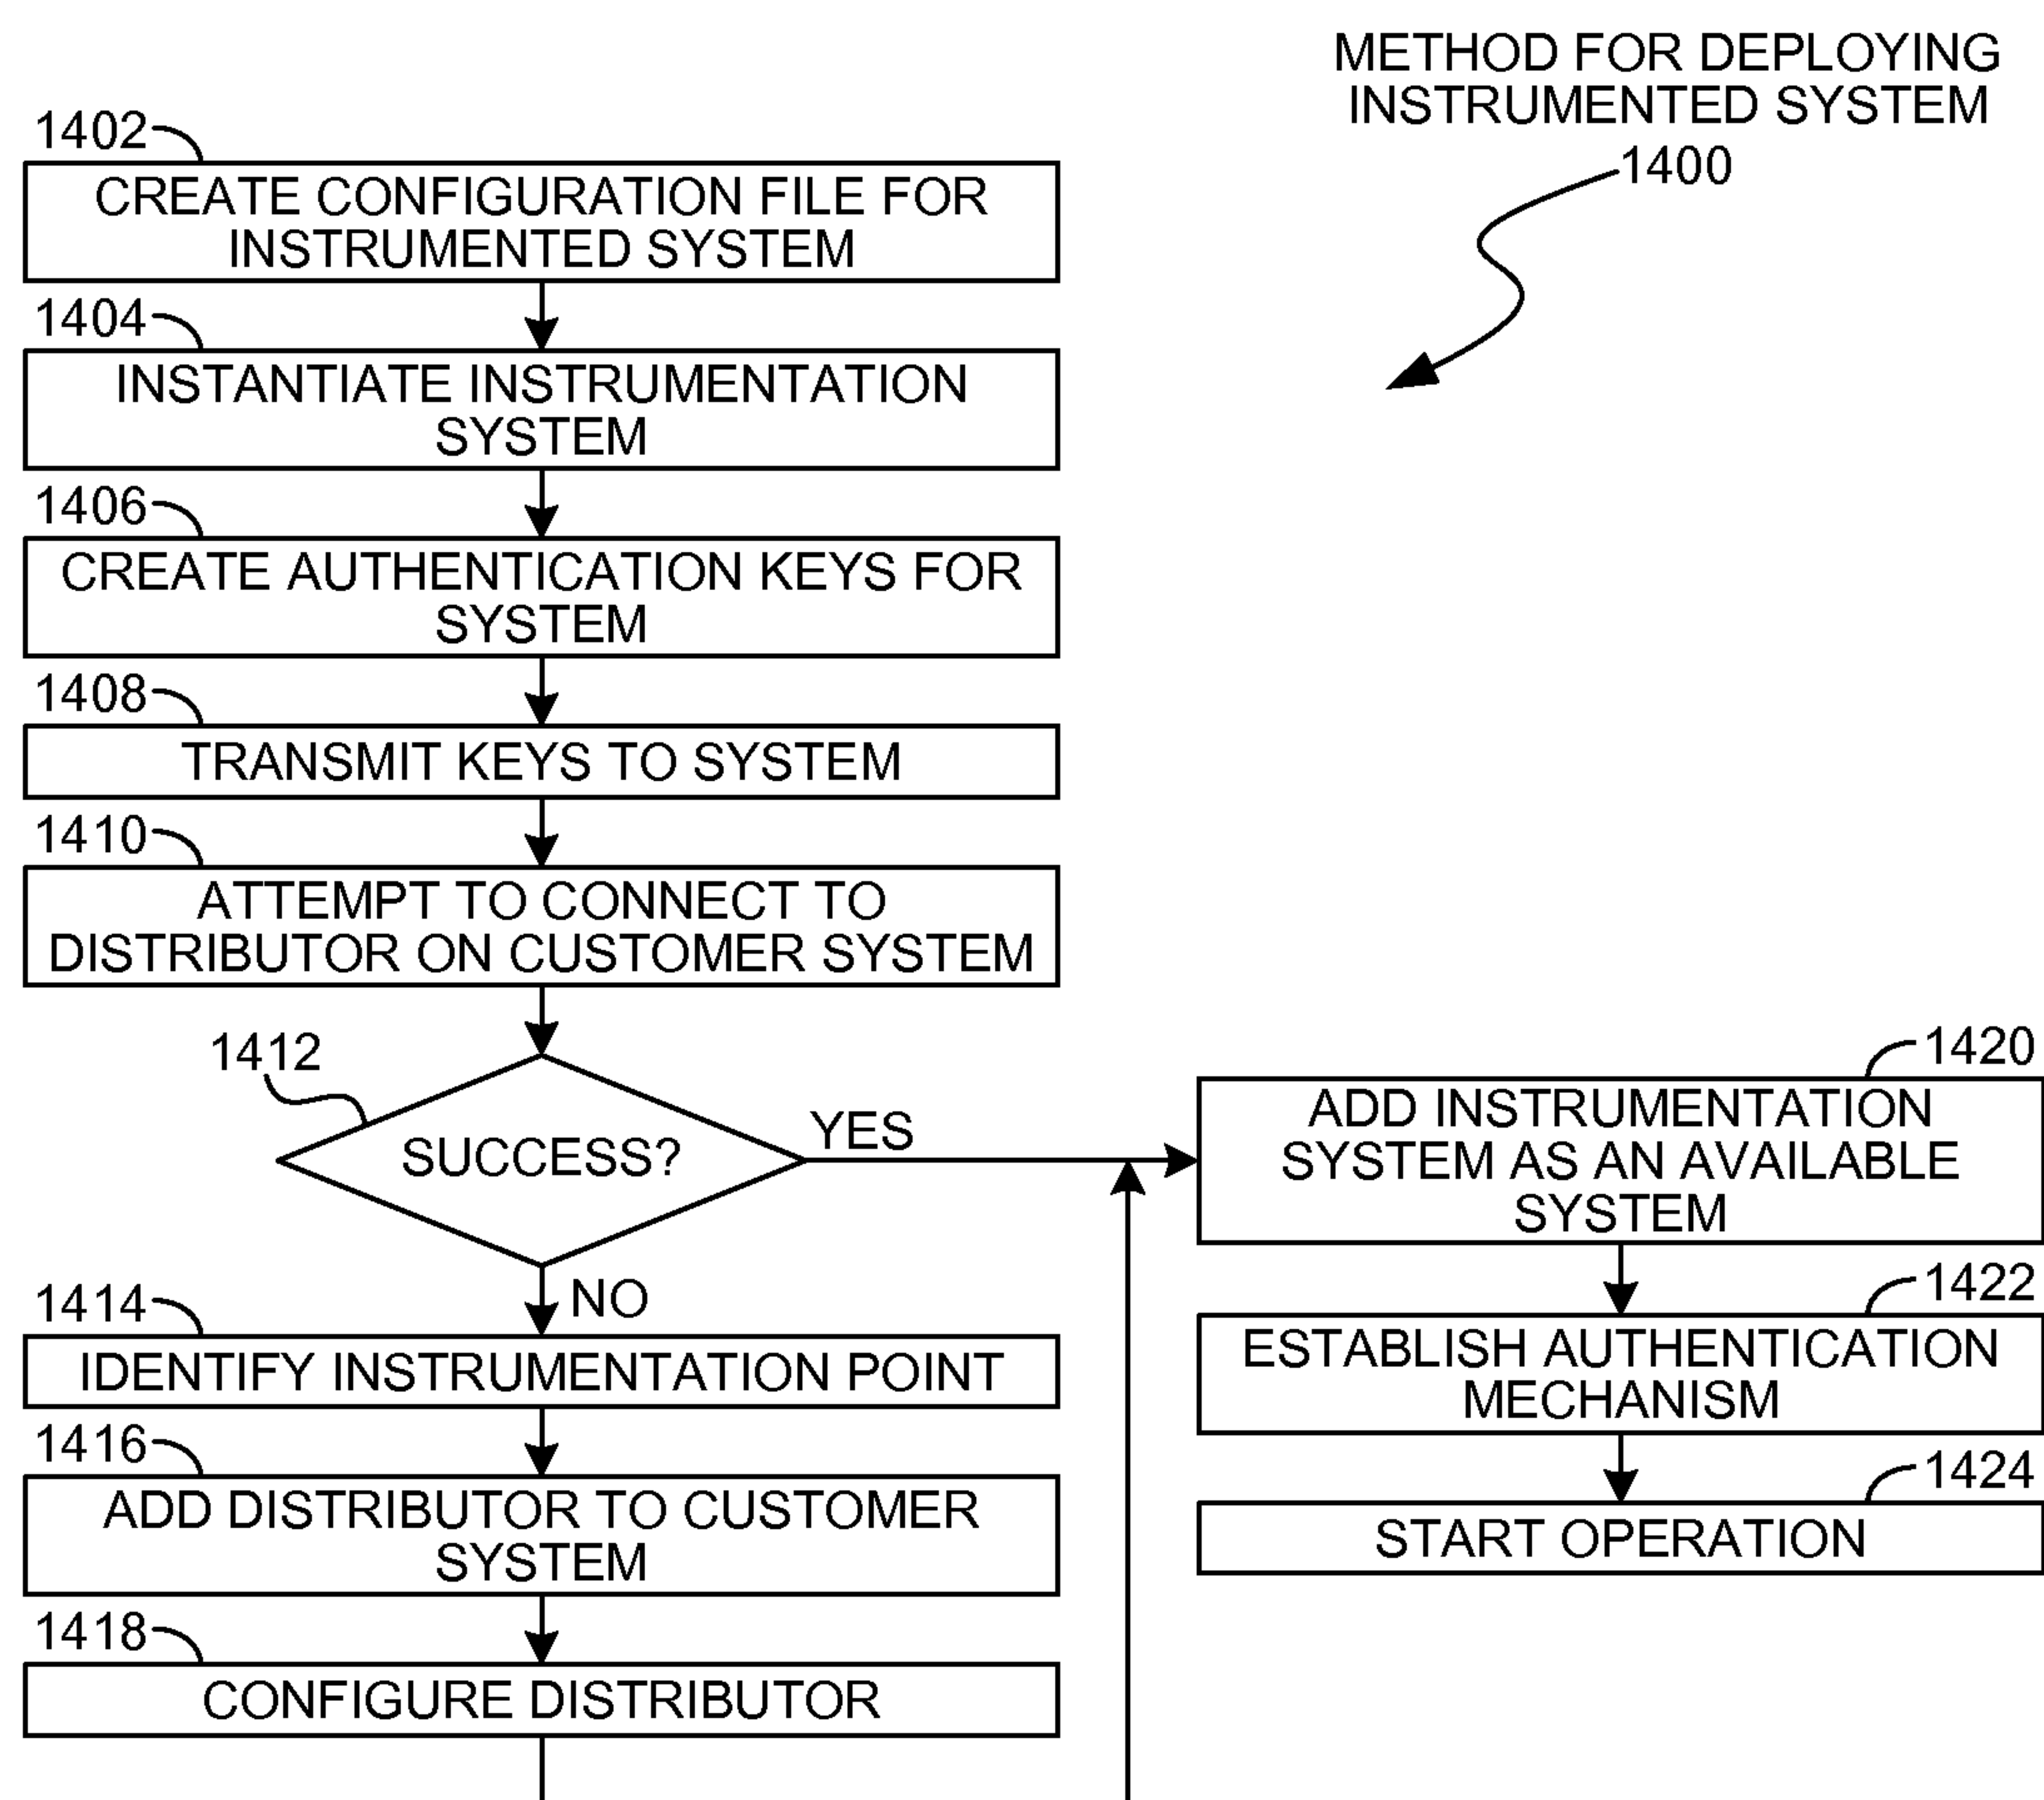 METHOD FOR DEPLOYING
INSTRUMENTED SYSTEM
1400
1402
CREATE CONFIGURATION FILE FOR
INSTRUMENTED SYSTEM
1404
INSTANTIATE INSTRUMENTATION
SYSTEM
1406
CREATE AUTHENTICATION KEYS FOR
SYSTEM
1408
TRANSMIT KEYS TO SYSTEM
1410
ATTEMPT TO CONNECT TO
DISTRIBUTOR ON CUSTOMER SYSTEM
1412
SUCCESS?
YES
NO
1414
IDENTIFY INSTRUMENTATION POINT
1416
ADD DISTRIBUTOR TO CUSTOMER
SYSTEM
1418
CONFIGURE DISTRIBUTOR
1420
ADD INSTRUMENTATION
SYSTEM AS AN AVAILABLE
SYSTEM
1422
ESTABLISH AUTHENTICATION
MECHANISM
1424
START OPERATION